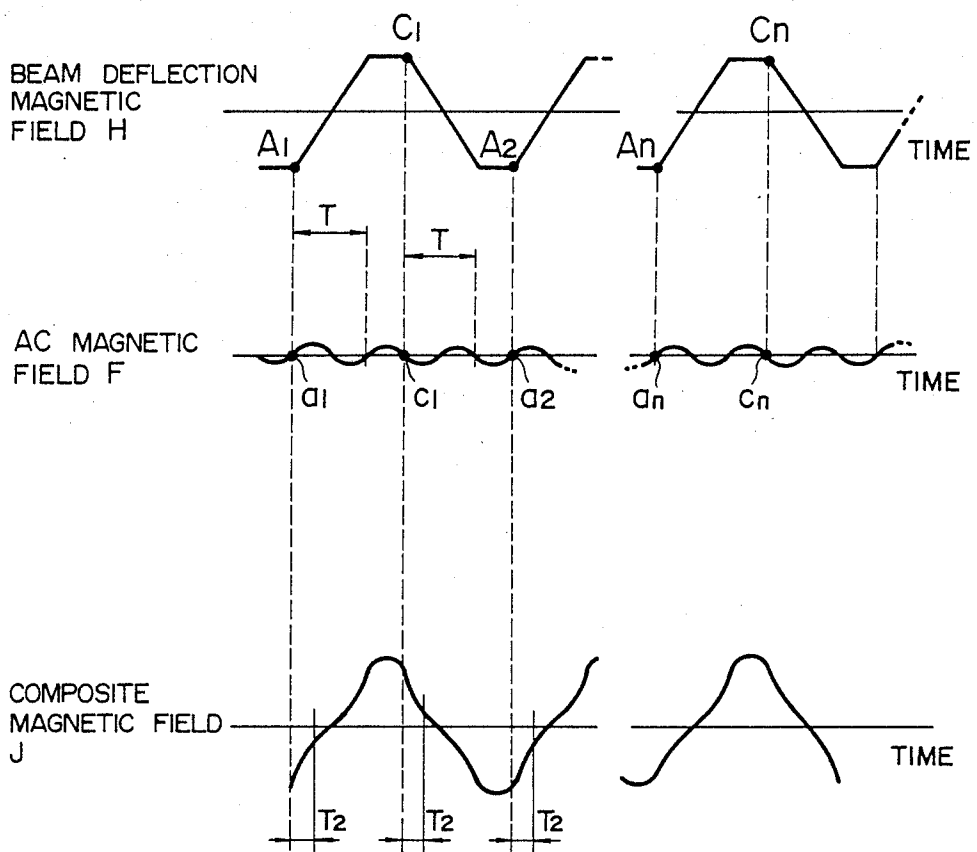 BEAM DEFLECTION
MAGNETIC
FIELD H
C1
Cn
A1
A2
An
TIME
T
T
AC MAGNETIC
FIELD F
a1
c1
a2
an
cn
TIME
COMPOSITE
MAGNETIC FIELD
J
TIME
T2
T2
T2